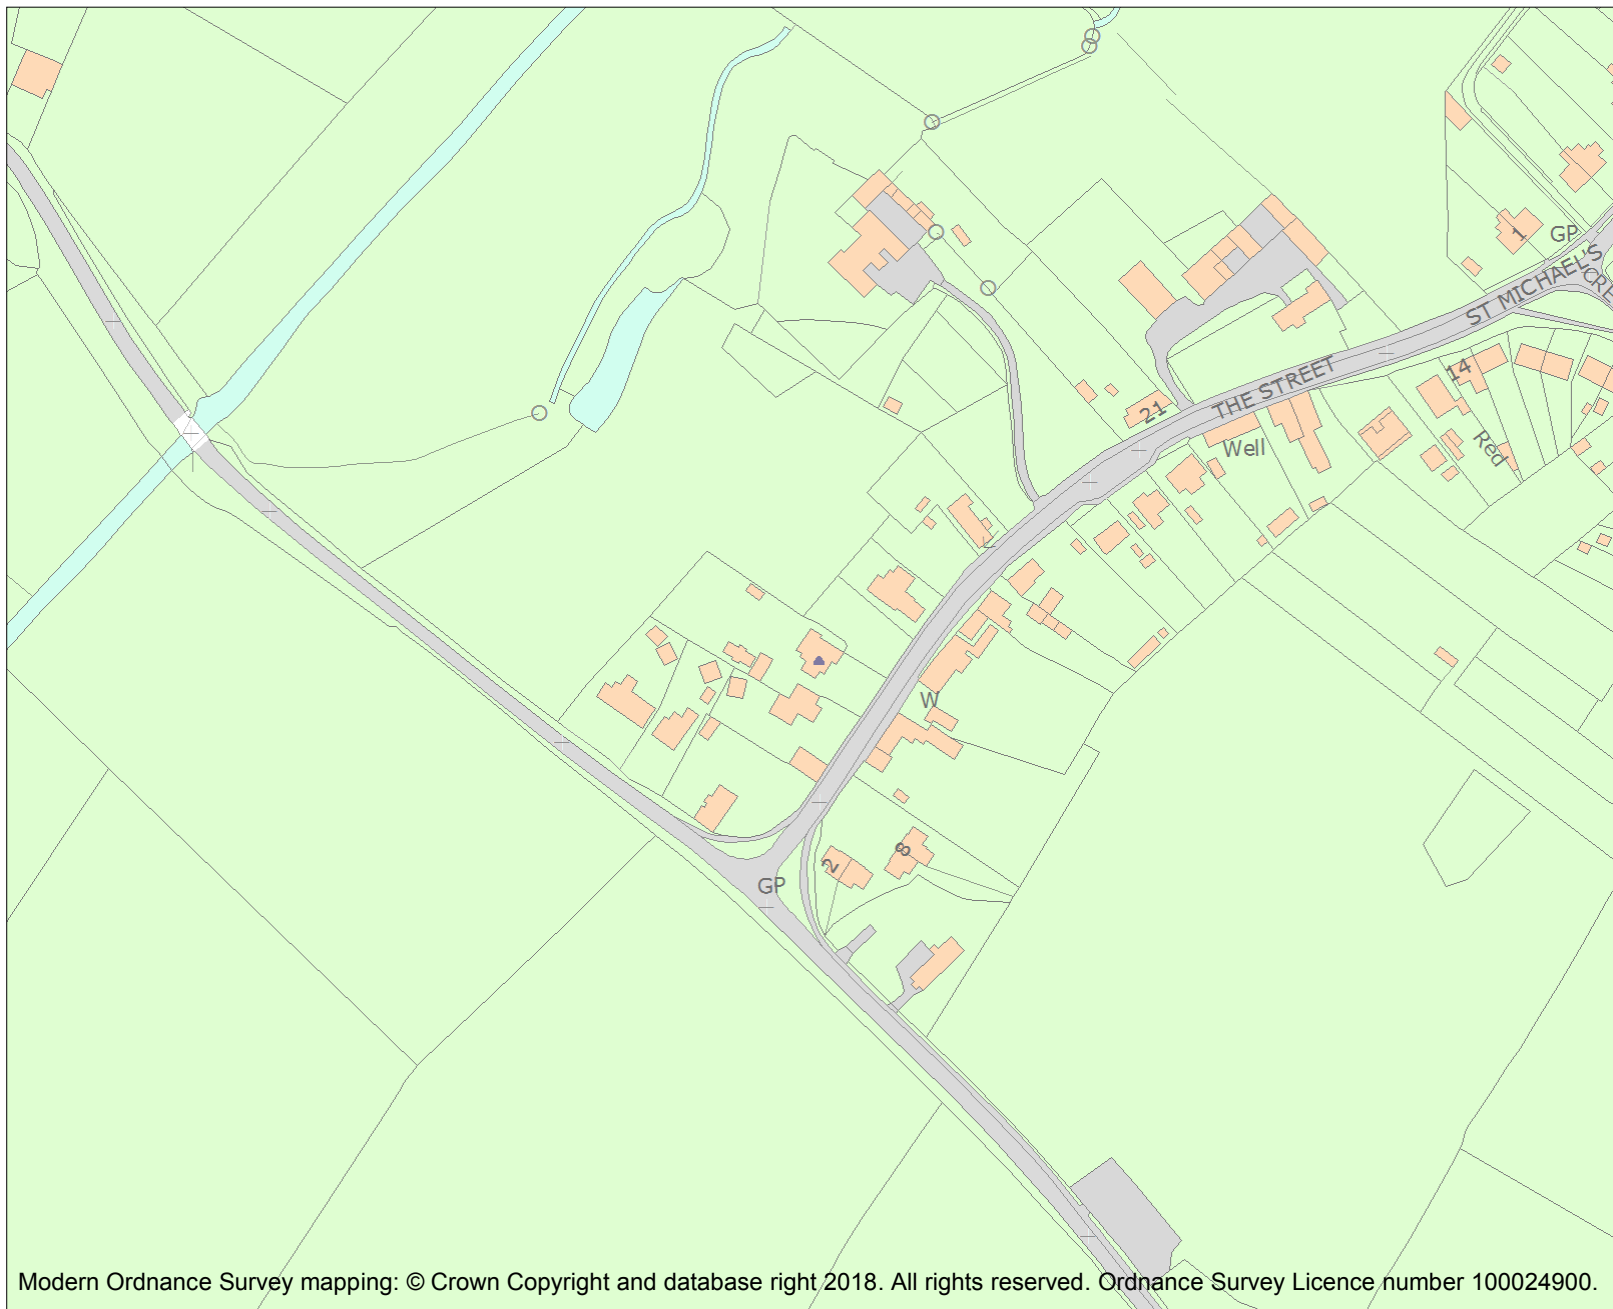 1
GP
ST MICHAEL'S
CRE
THE STREET
14
21
Well
Red
W
8
2
GP
Modern Ordnance Survey mapping: © Crown Copyright and database right 2018. All rights reserved. Ordnance Survey Licence number 100024900.